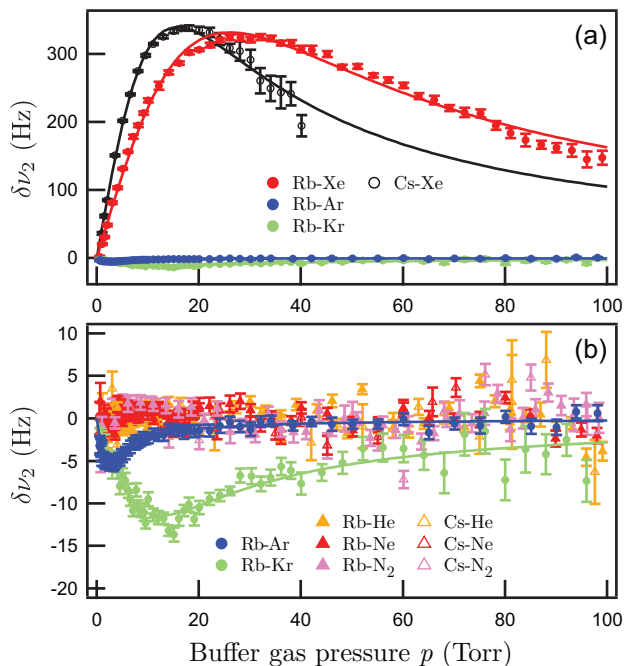 (a)
300
200
100
0
δν₂ (Hz)
Rb-Xe Cs-Xe
Rb-Ar
Rb-Kr
0 20 40 60 80 100
(b)
10
5
0
-5
-10
-15
-20
δν₂ (Hz)
Rb-He Cs-He
Rb-Ar Rb-Ne Cs-Ne
Rb-Kr Rb-N₂ Cs-N₂
0 20 40 60 80 100
Buffer gas pressure p (Torr)